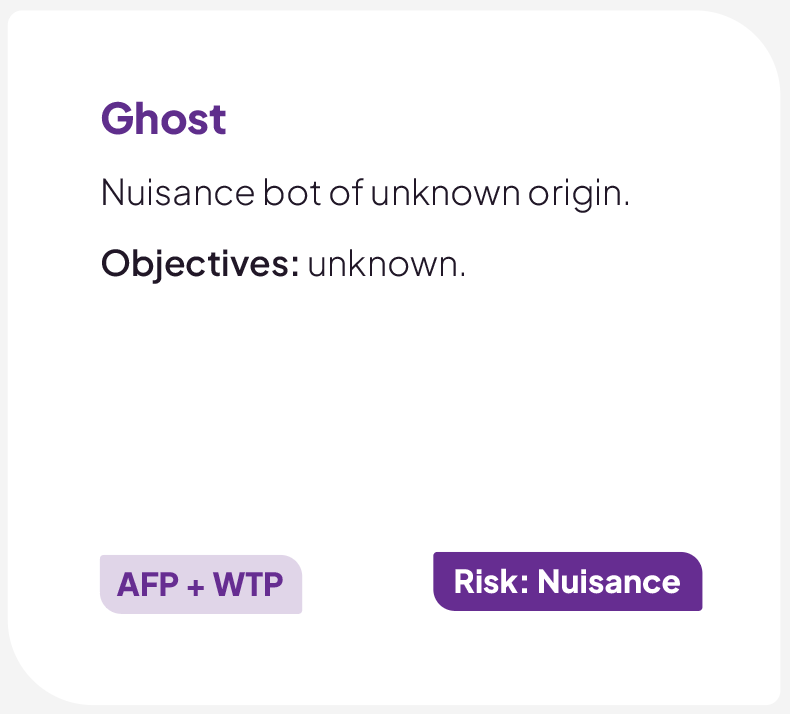 Ghost
Nuisance bot of unknown origin.
Objectives: unknown.
AFP + WTP
Risk: Nuisance